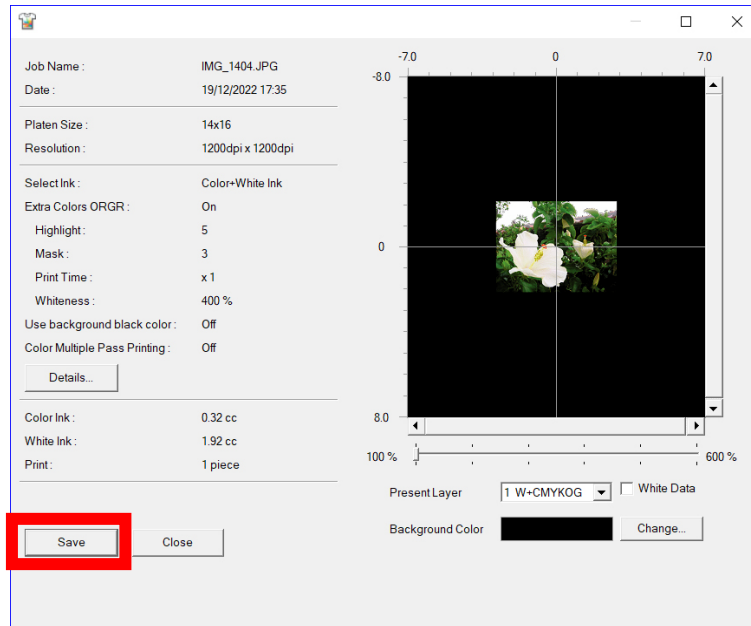 Job Name : IMG_1404.JPG
Date : 19/12/2022 17:35
Platen Size : 14x16
Resolution : 1200dpi x 1200dpi
Select Ink : Color+White Ink
Extra Colors ORGR : On
Highlight : 5
Mask : 3
Print Time : x 1
Whiteness : 400 %
Use background black color : Off
Color Multiple Pass Printing : Off
Details...
Color Ink : 0.32 cc
White Ink : 1.92 cc
Print : 1 piece
Save Close
-7.0 0 7.0
-8.0
0
8.0
100 % 600 %
Present Layer 1 W+CMYKOG White Data
Background Color Change...